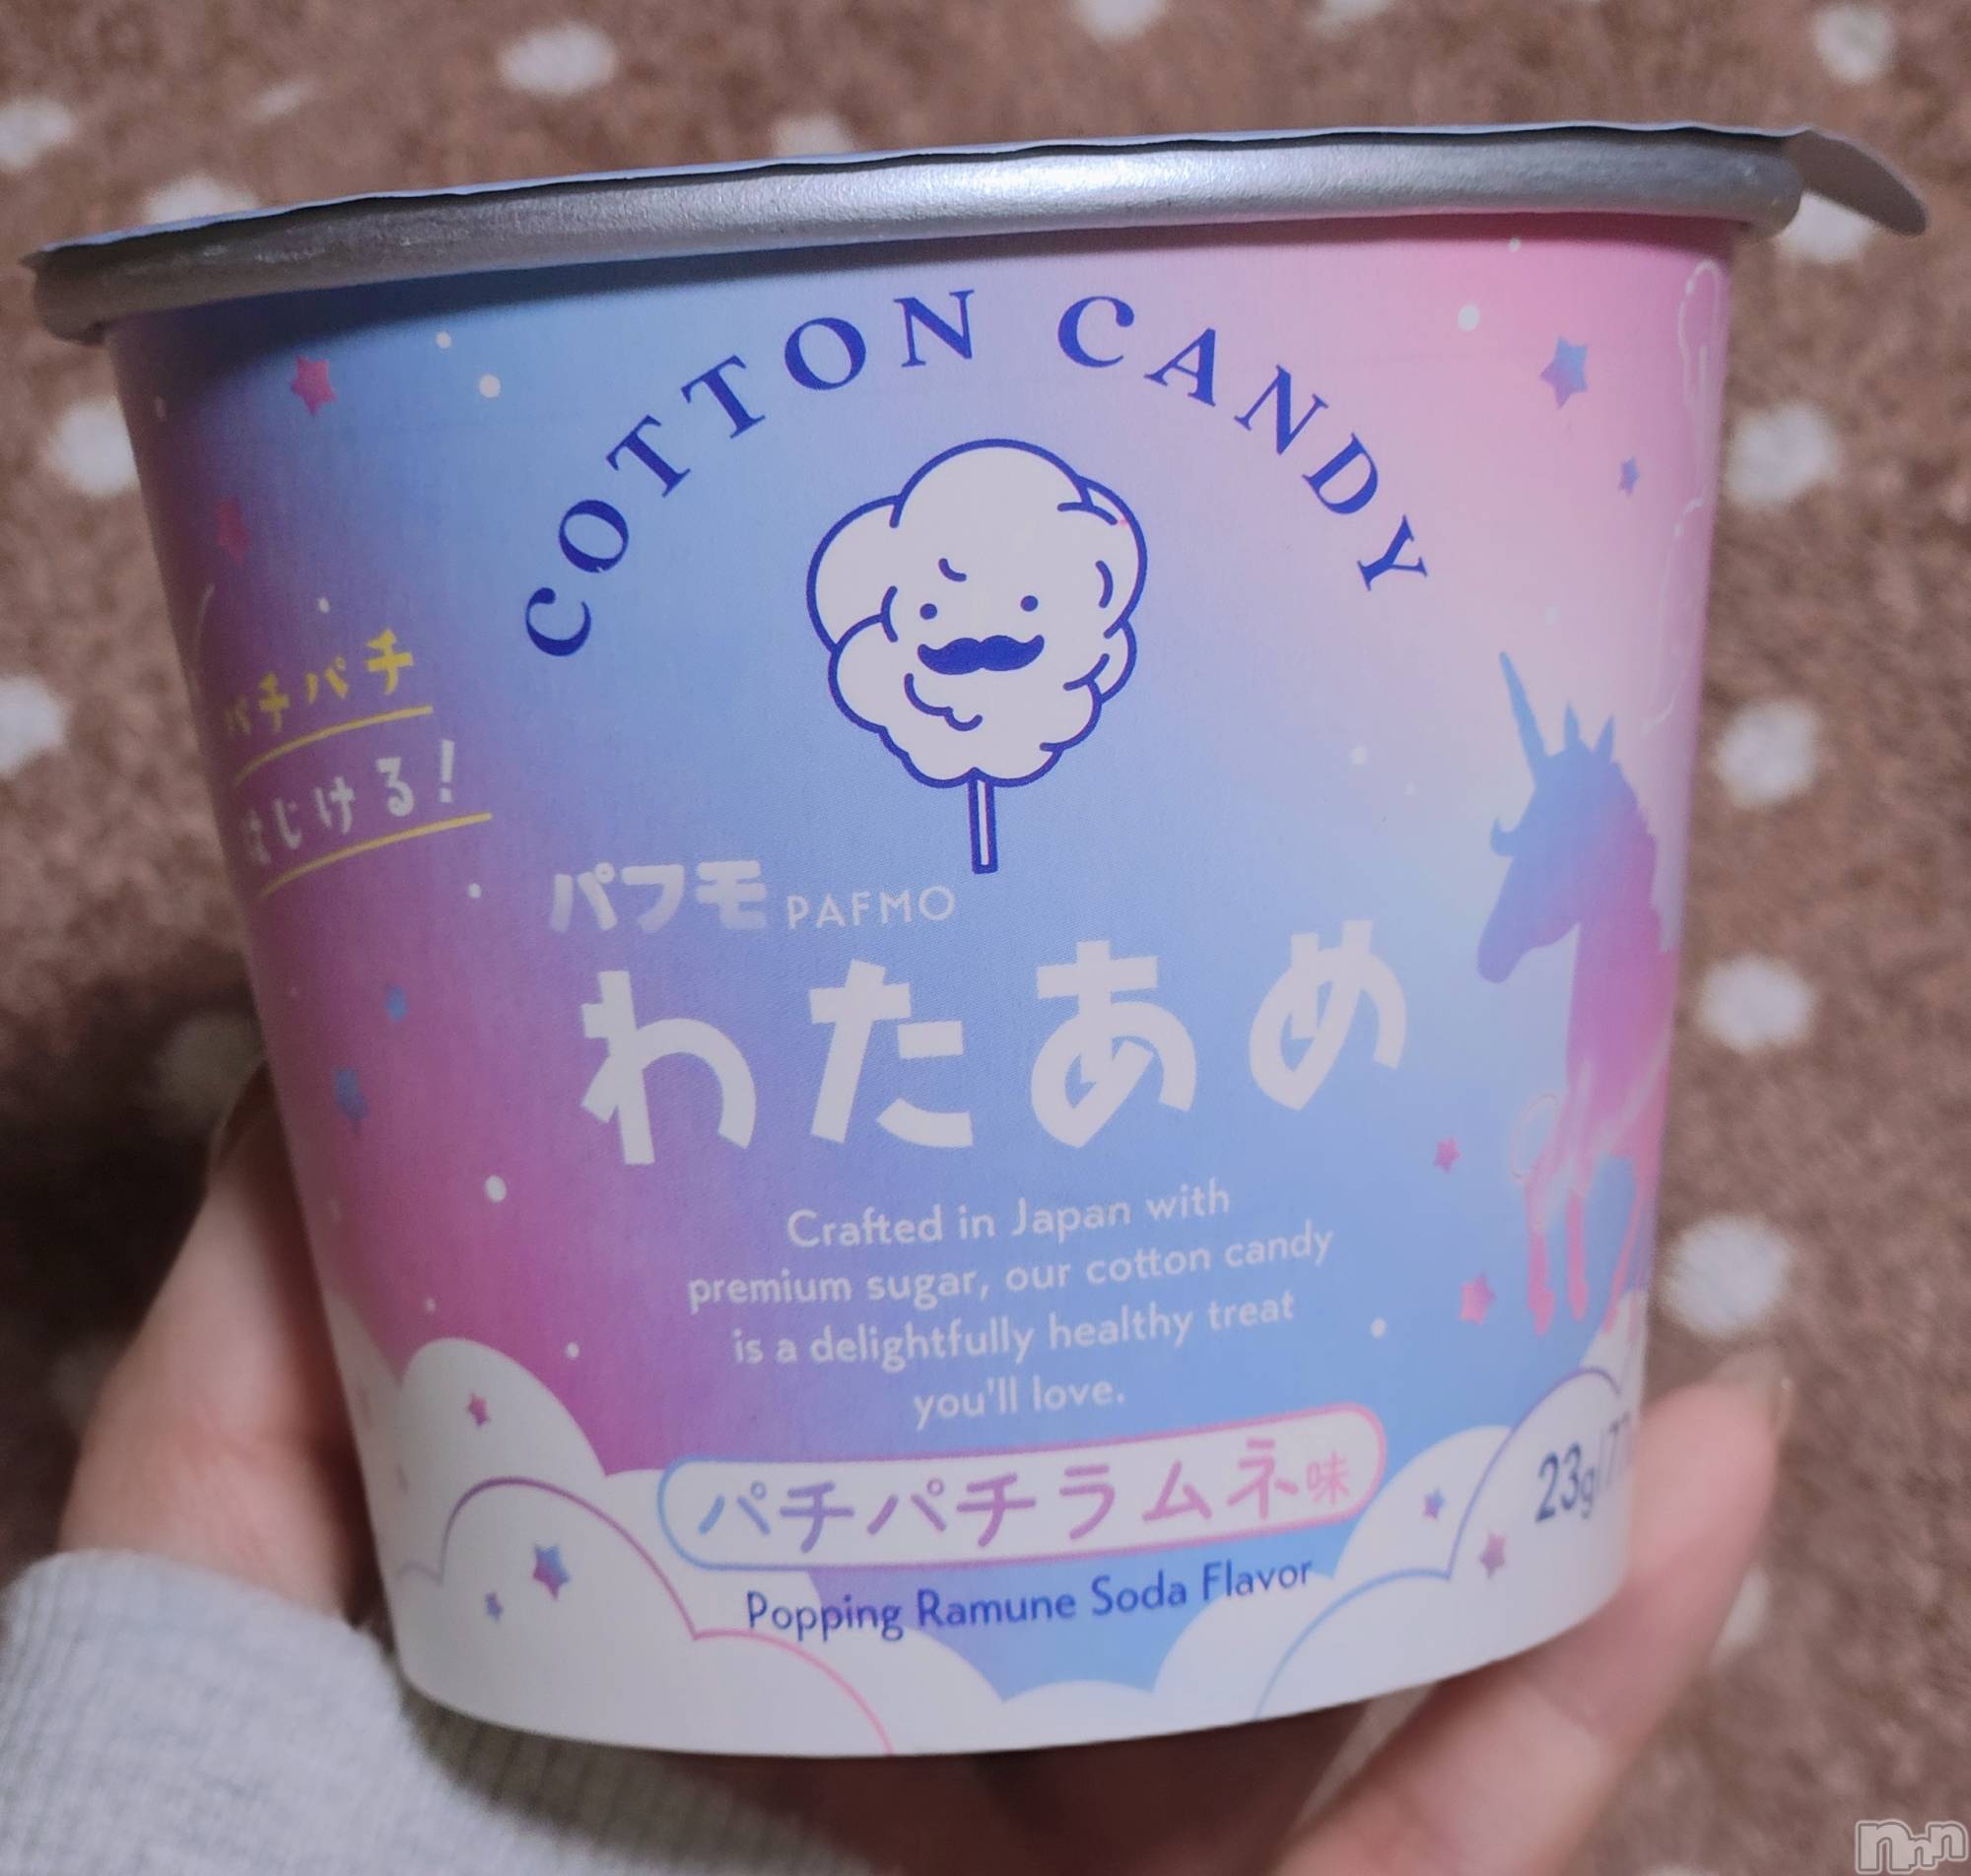 COTTON CANDY
パチパチ
はじける!
パフモ PAFMO
わたあめ
Crafted in Japan with
premium sugar, our cotton candy
is a delightfully healthy treat
you'll love.
パチパチラムネ味
Popping Ramune Soda Flavor
23g